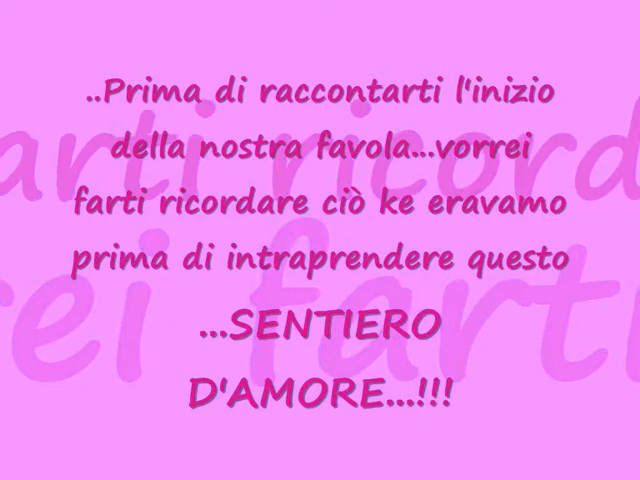 ..Prima di raccontarti l'inizio
della nostra favola...vorrei
farti ricordare ciò ke eravamo
prima di intraprendere questo
...SENTIERO
D'AMORE...!!!